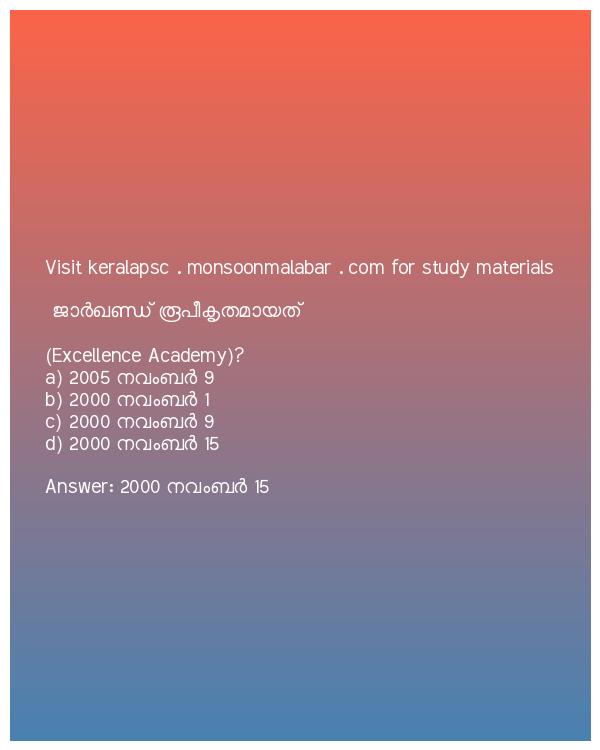 Visit keralapsc . monsoonmalabar . com for study materials
ജാർഖണ്ഡ് രൂപീകൃതമായത്
(Excellence Academy)?
a) 2005 നവംബർ 9
b) 2000 നവംബർ 1
c) 2000 നവംബർ 9
d) 2000 നവംബർ 15
Answer: 2000 നവംബർ 15